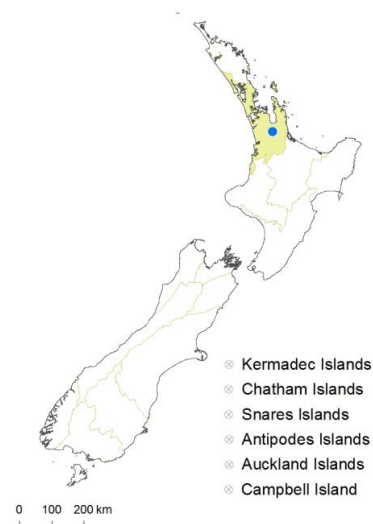 Kermadec Islands
Chatham Islands
Snares Islands
Antipodes Islands
Auckland Islands
Campbell Island
0 100 200 km